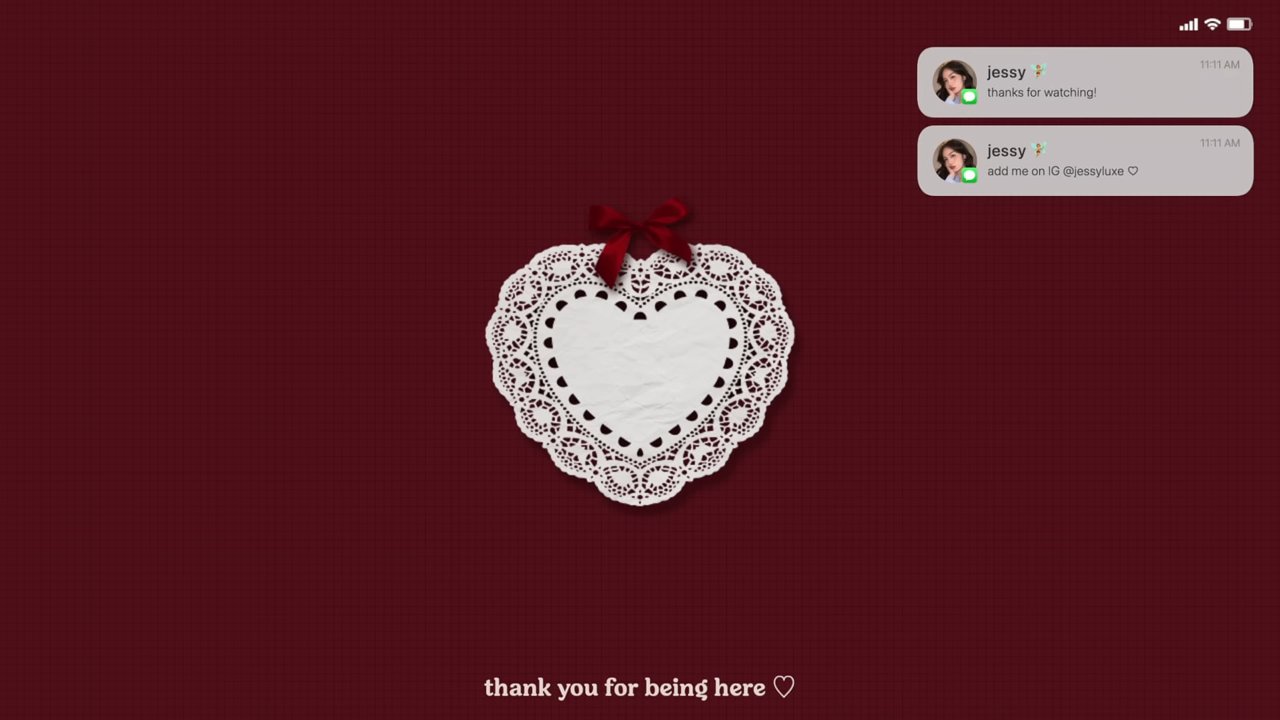 jessy 🧚 11:11 AM
thanks for watching!
jessy 🧚 11:11 AM
add me on IG @jessyluxe ♡
thank you for being here ♡